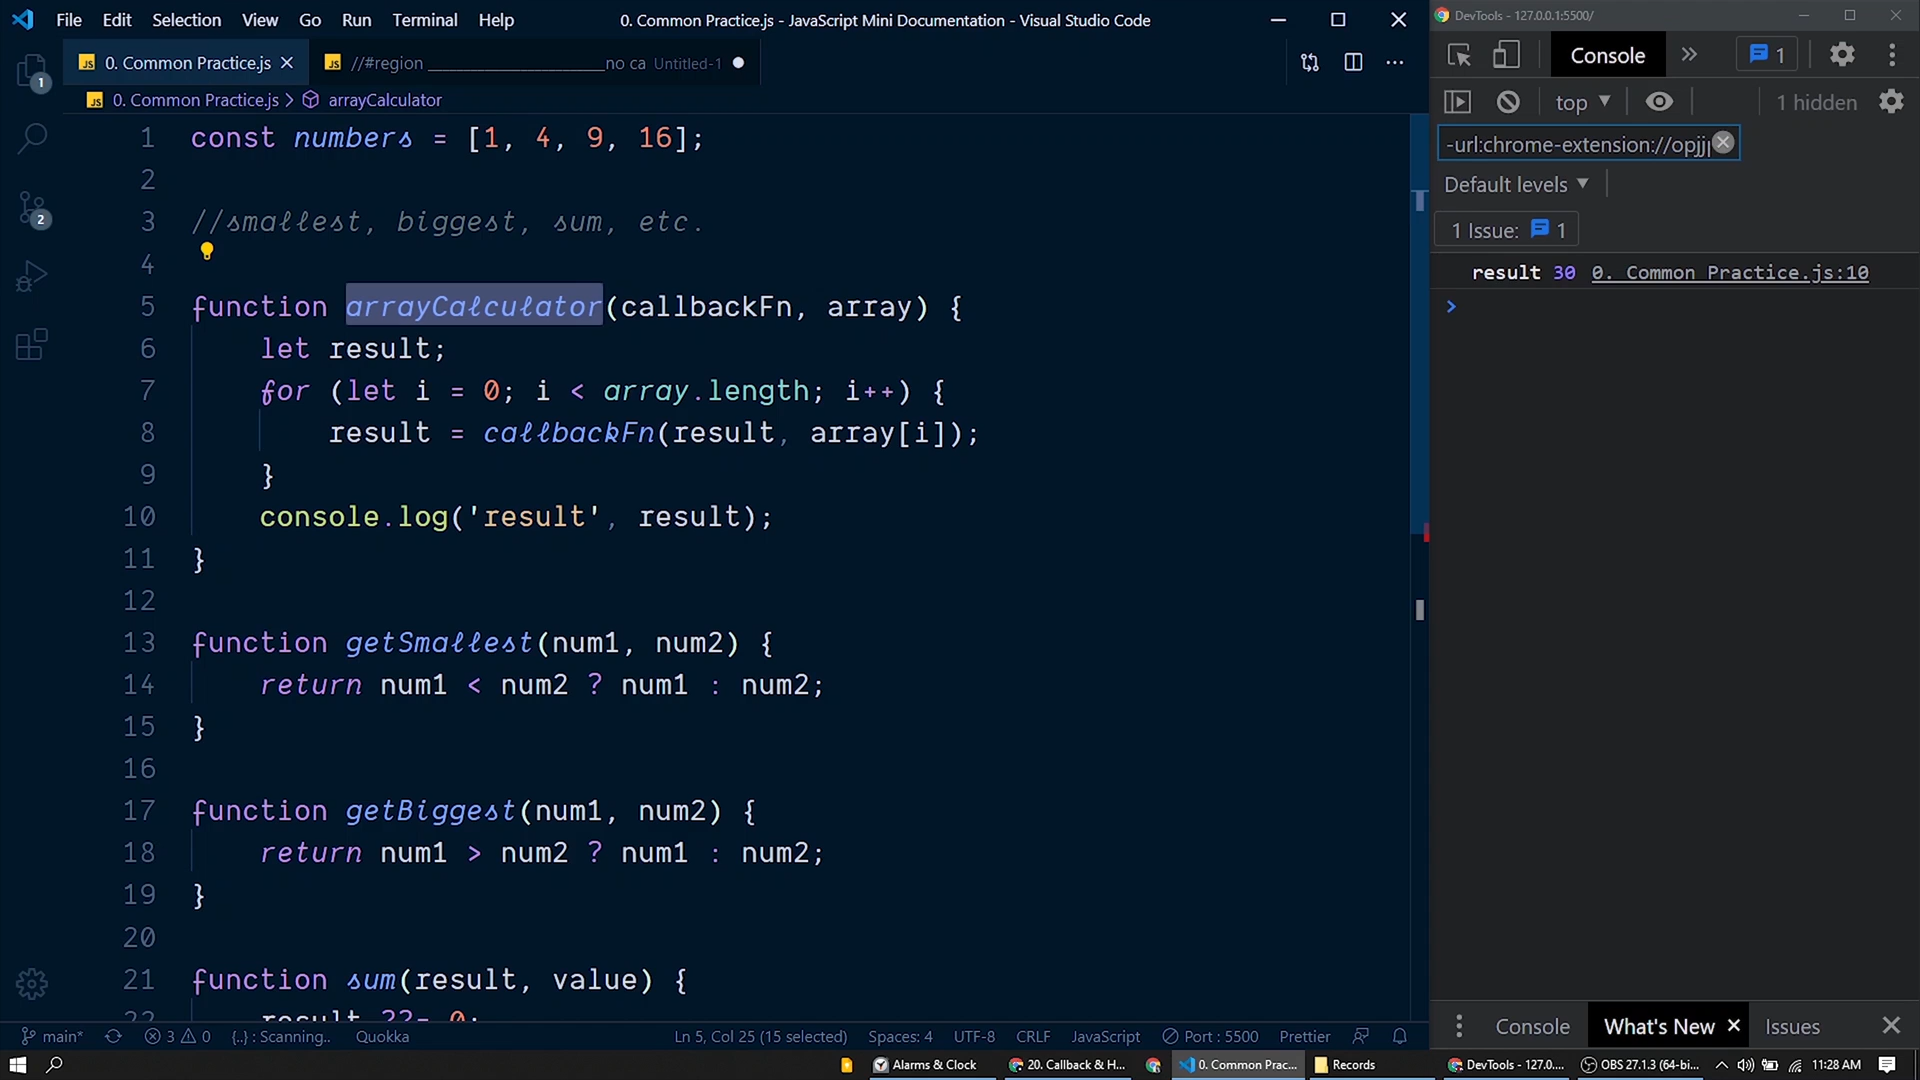 File Edit Selection View Go Run Terminal Help 0. Common Practice.js - JavaScript Mini Documentation - Visual Studio Code
DevTools - 127.0.0.1:5500/
0. Common Practice.js //#region ____________________no ca Untitled-1
Console 1
0. Common Practice.js > arrayCalculator
top 1 hidden
-url:chrome-extension://opjj
Default levels
1 Issue: 1
result 30 0. Common Practice.js:10
>
1 const numbers = [1, 4, 9, 16];
2
3 //smallest, biggest, sum, etc.
4
5 function arrayCalculator(callbackFn, array) {
6 let result;
7 for (let i = 0; i < array.length; i++) {
8 result = callbackFn(result, array[i]);
9 }
10 console.log('result', result);
11 }
12
13 function getSmallest(num1, num2) {
14 return num1 < num2 ? num1 : num2;
15 }
16
17 function getBiggest(num1, num2) {
18 return num1 > num2 ? num1 : num2;
19 }
20
21 function sum(result, value) {
22 result ??= 0;
1
2
Console What's New Issues
main* 3 0 {..} : Scanning.. Quokka Ln 5, Col 25 (15 selected) Spaces: 4 UTF-8 CRLF JavaScript Port : 5500 Prettier
Alarms & Clock 20. Callback & H... 0. Common Prac... Records DevTools - 127.0.... OBS 27.1.3 (64-bi... 11:28 AM